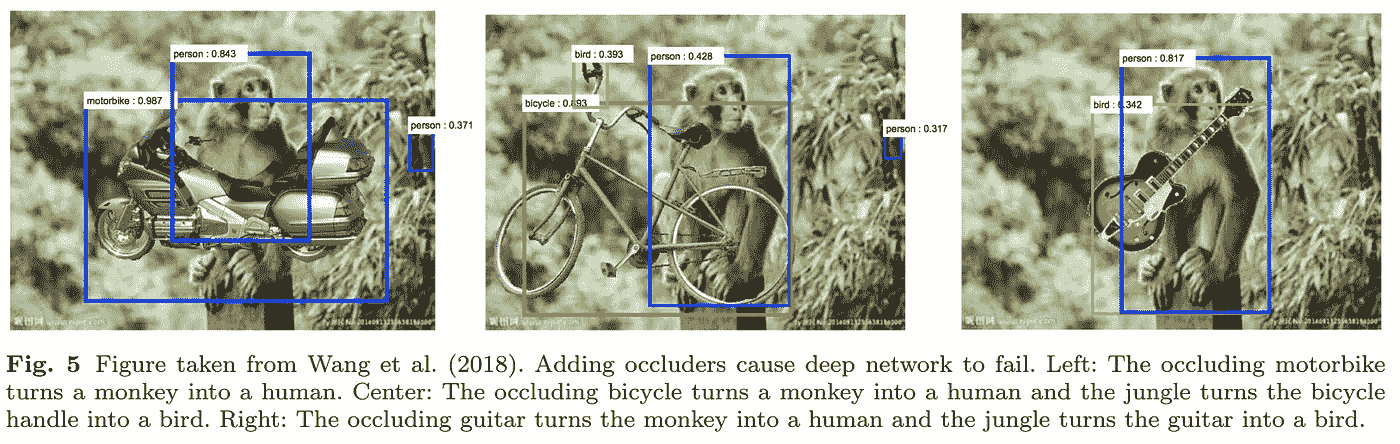 person : 0.843
motorbike : 0.987
person : 0.371
bird : 0.393
person : 0.428
bicycle : 0.893
person : 0.317
person : 0.817
bird : 0.342
Fig. 5 Figure taken from Wang et al. (2018). Adding occluders cause deep network to fail. Left: The occluding motorbike
turns a monkey into a human. Center: The occluding bicycle turns a monkey into a human and the jungle turns the bicycle
handle into a bird. Right: The occluding guitar turns the monkey into a human and the jungle turns the guitar into a bird.